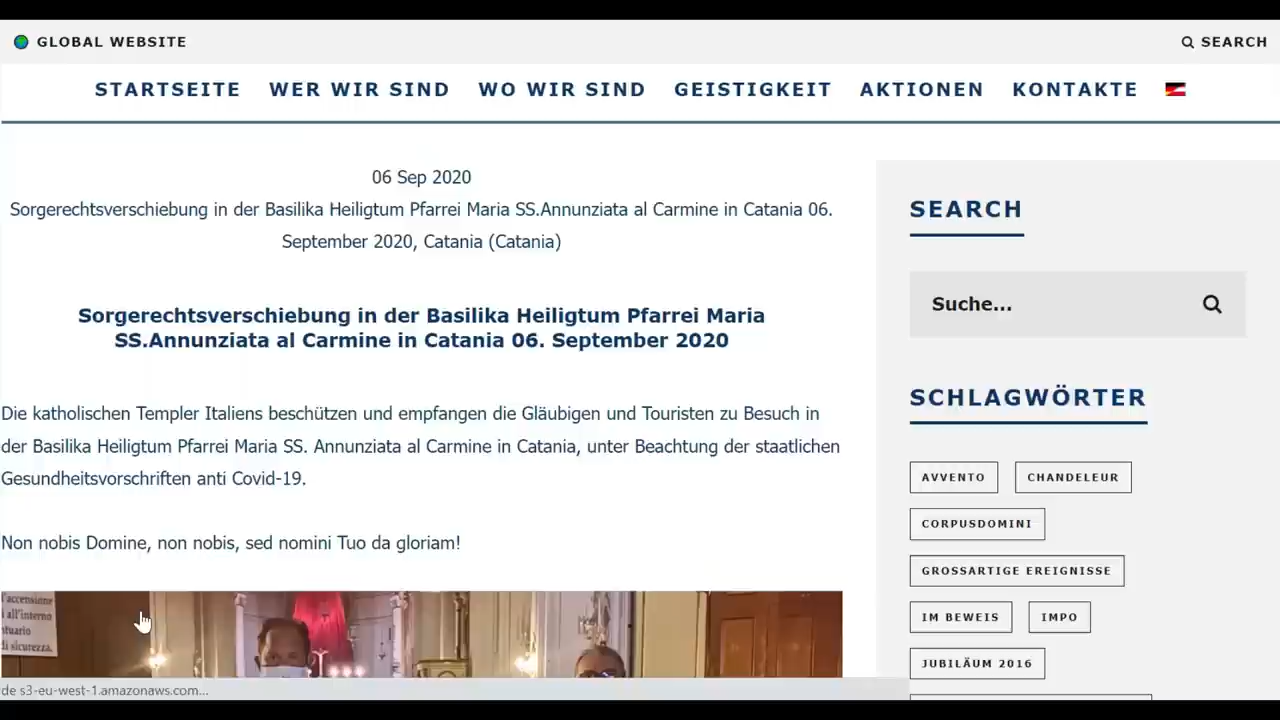 GLOBAL WEBSITE
SEARCH
STARTSEITE WER WIR SIND WO WIR SIND GEISTIGKEIT AKTIONEN KONTAKTE
06 Sep 2020
Sorgerechtsverschiebung in der Basilika Heiligtum Pfarrei Maria SS.Annunziata al Carmine in Catania 06.
September 2020, Catania (Catania)
Sorgerechtsverschiebung in der Basilika Heiligtum Pfarrei Maria
SS.Annunziata al Carmine in Catania 06. September 2020
Die katholischen Templer Italiens beschützen und empfangen die Gläubigen und Touristen zu Besuch in
der Basilika Heiligtum Pfarrei Maria SS. Annunziata al Carmine in Catania, unter Beachtung der staatlichen
Gesundheitsvorschriften anti Covid-19.
Non nobis Domine, non nobis, sed nomini Tuo da gloriam!
l'accensione
all'interno
di sicurezza.
de s3-eu-west-1.amazonaws.com...
SEARCH
Suche...
SCHLAGWÖRTER
AVVENTO CHANDELEUR
CORPUSDOMINI
GROSSARTIGE EREIGNISSE
IM BEWEIS IMPO
JUBILÄUM 2016